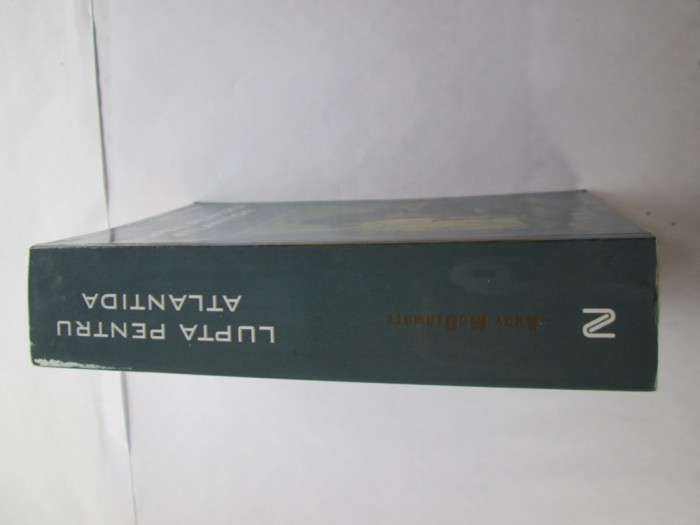 LUPTA PENTRU
ATLANTIDA
ANDY MCDERMOTT